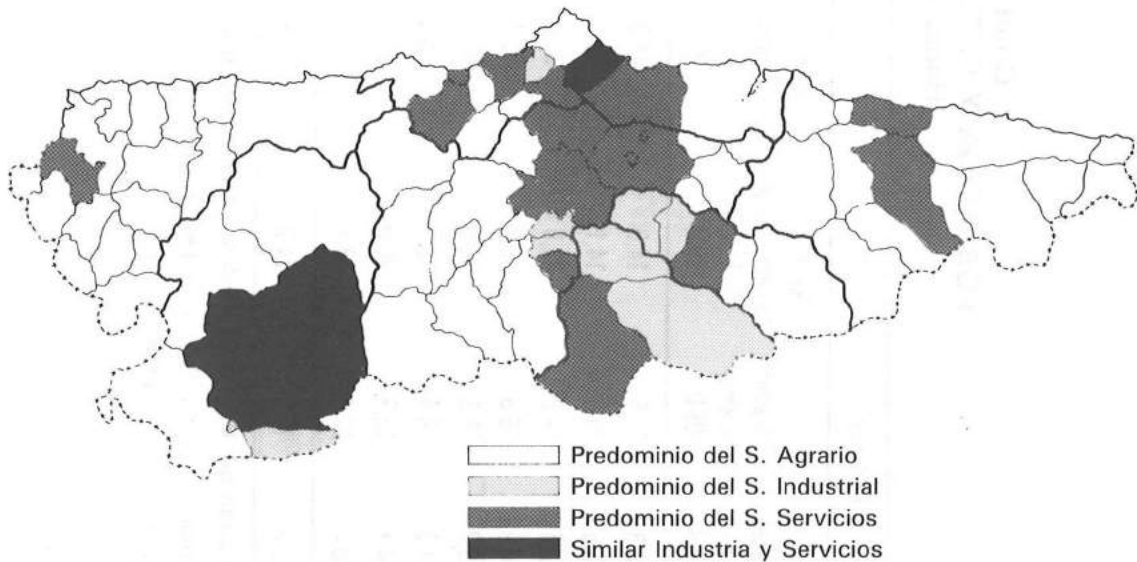 Predominio del S. Agrario
Predominio del S. Industrial
Predominio del S. Servicios
Similar Industria y Servicios